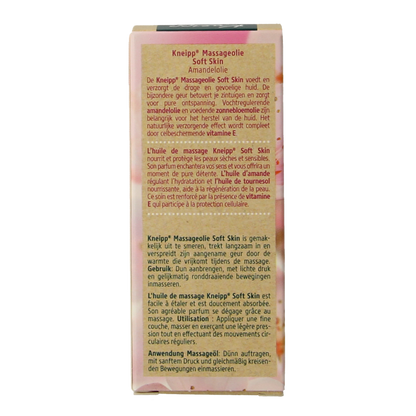 Kneipp® Massageolie
Soft Skin
Amandelolie
De Kneipp® Massageolie Soft Skin voedt en
verzorgt de droge en gevoelige huid. De
bijzondere geur betovert je zintuigen en zorgt
voor pure ontspanning. Vochtregulerende
amandelolie en voedende zonnebloemolie zijn
belangrijk voor het herstel van de huid. Het
natuurlijke verzorgende effect wordt compleet
door celbeschermende vitamine E.
L'huile de massage Kneipp® Soft Skin
nourrit et protège les peaux sèches et sensibles.
Son parfum enchantera vos sens et vous offrira un
moment de pure détente. L'huile d'amande
régulant l'hydratation et l'huile de tournesol
nourrissante, aide à la régénération de la peau.
Ce soin est renforcé par la présence de vitamine
E qui participe à la protection cellulaire.
Kneipp® Massageolie Soft Skin is gemak-
kelijk uit te smeren, trekt langzaam in en
verspreidt zijn aangename geur door de
warmte die vrijkomt tijdens de massage.
Gebruik: Dun aanbrengen, met lichte druk
en gelijkmatig ronddraaiende bewegingen
inmasseren.
L'huile de massage Kneipp® Soft Skin est
facile à étaler et est doucement absorbée.
Son agréable parfum se dégage au
massage. Utilisation : Appliquer une fine
couche, masser en exerçant une légère pres-
sion tout en effectuant des mouvements cir-
culaires réguliers.
Anwendung Massageöl: Dünn auftragen,
mit sanftem Druck und gleichmäßig kreisen-
den Bewegungen einmassieren.